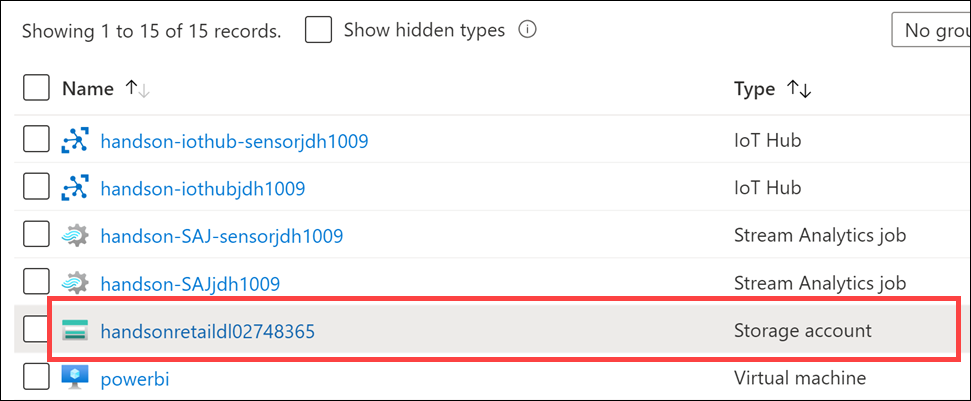 Showing 1 to 15 of 15 records. Show hidden types No grou
Name Type
handson-iothub-sensorjdh1009 IoT Hub
handson-iothubjdh1009 IoT Hub
handson-SAJ-sensorjdh1009 Stream Analytics job
handson-SAJjdh1009 Stream Analytics job
handsonretaildl02748365 Storage account
powerbi Virtual machine